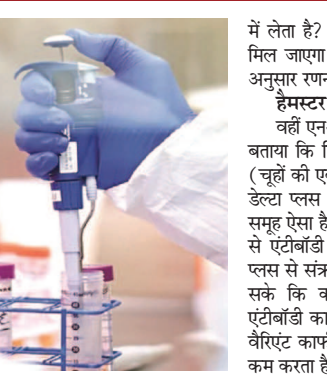 में लेता है?
मिल जाएगा
अनुसार रणन
हैमस्टर
वहीं एन
बताया कि
(चूहों की ए
डेल्टा प्लस
समूह ऐसा है
से एंटीबॉडी
प्लस से संक्र
सके कि व
एंटीबॉडी का
वैरिएंट काफी
कम करता है